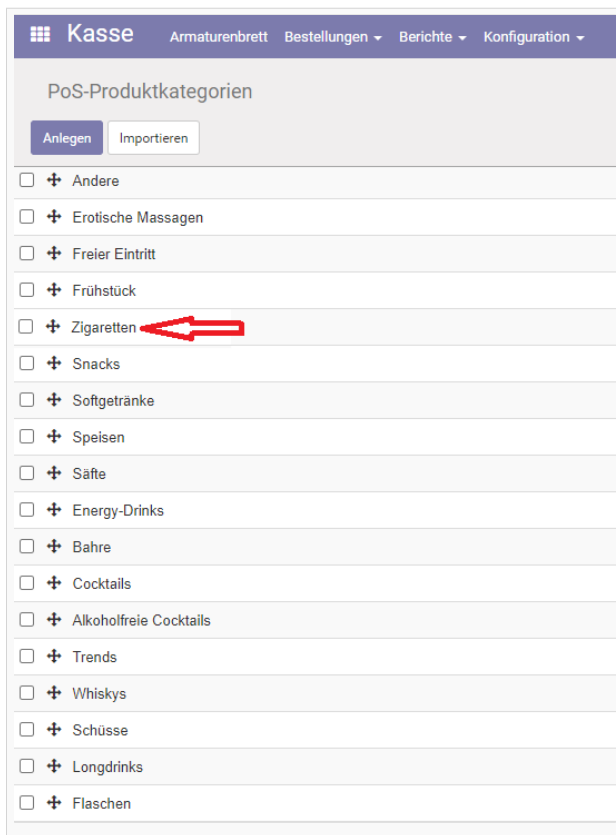 Kasse Armaturenbrett Bestellungen Berichte Konfiguration
PoS-Produktkategorien
Anlegen Importieren
Andere
Erotische Massagen
Freier Eintritt
Frühstück
Zigaretten
Snacks
Softgetränke
Speisen
Säfte
Energy-Drinks
Bahre
Cocktails
Alkoholfreie Cocktails
Trends
Whiskys
Schüsse
Longdrinks
Flaschen